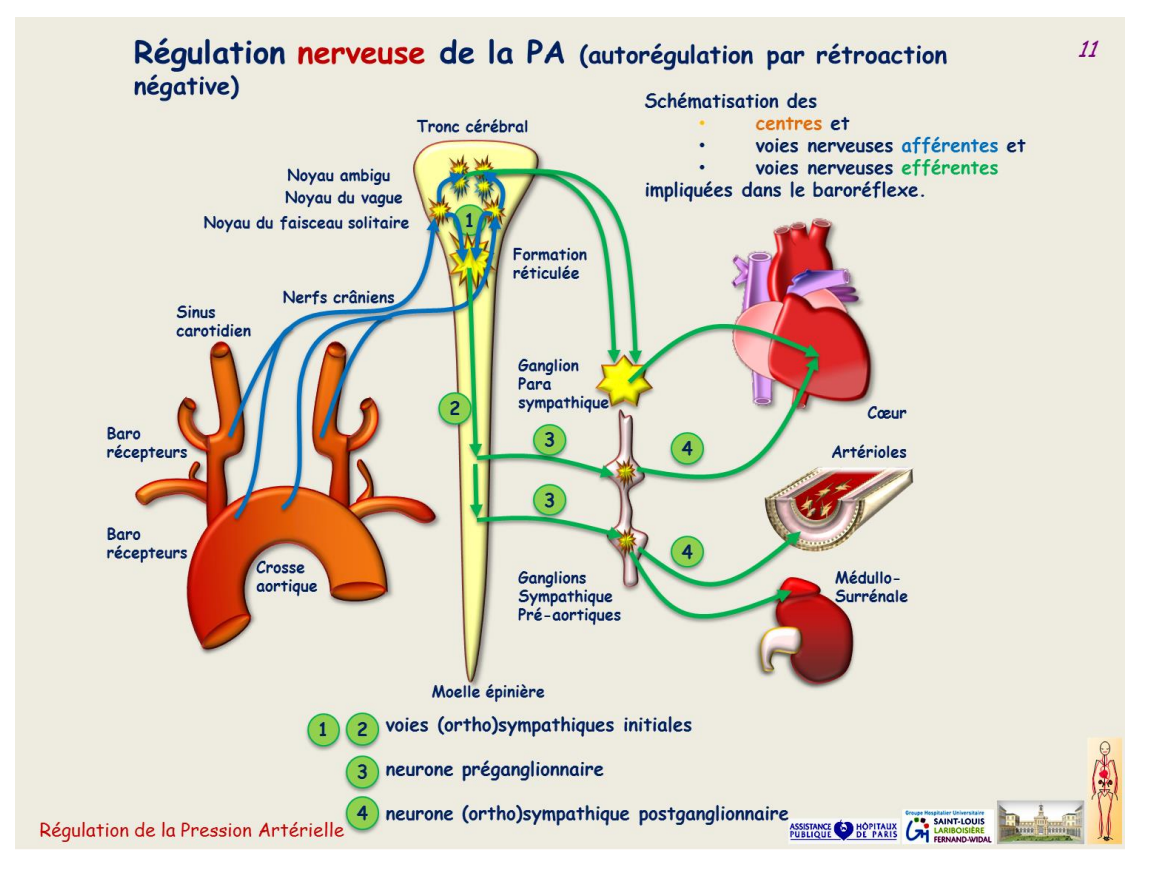 Régulation nerveuse de la PA (autorégulation par rétroaction
négative)
11
Schématisation des
• centres et
• voies nerveuses afférentes et
• voies nerveuses efférentes
impliquées dans le baroréflexe.
Tronc cérébral
Noyau ambigu
Noyau du vague
Noyau du faisceau solitaire
1
Formation
réticulée
Nerfs crâniens
Sinus
carotidien
Ganglion
Para
sympathique
2
3
4
Cœur
Baro
récepteurs
Artérioles
3
4
Baro
récepteurs
Crosse
aortique
Ganglions
Sympathique
Pré-aortiques
Médullo-
Surrénale
Moelle épinière
1 2 voies (ortho)sympathiques initiales
3 neurone préganglionnaire
4 neurone (ortho)sympathique postganglionnaire
Régulation de la Pression Artérielle
ASSISTANCE PUBLIQUE HÔPITAUX DE PARIS
Groupe Hospitalier Universitaire
SAINT-LOUIS
LARIBOISIÈRE
FERNAND-WIDAL